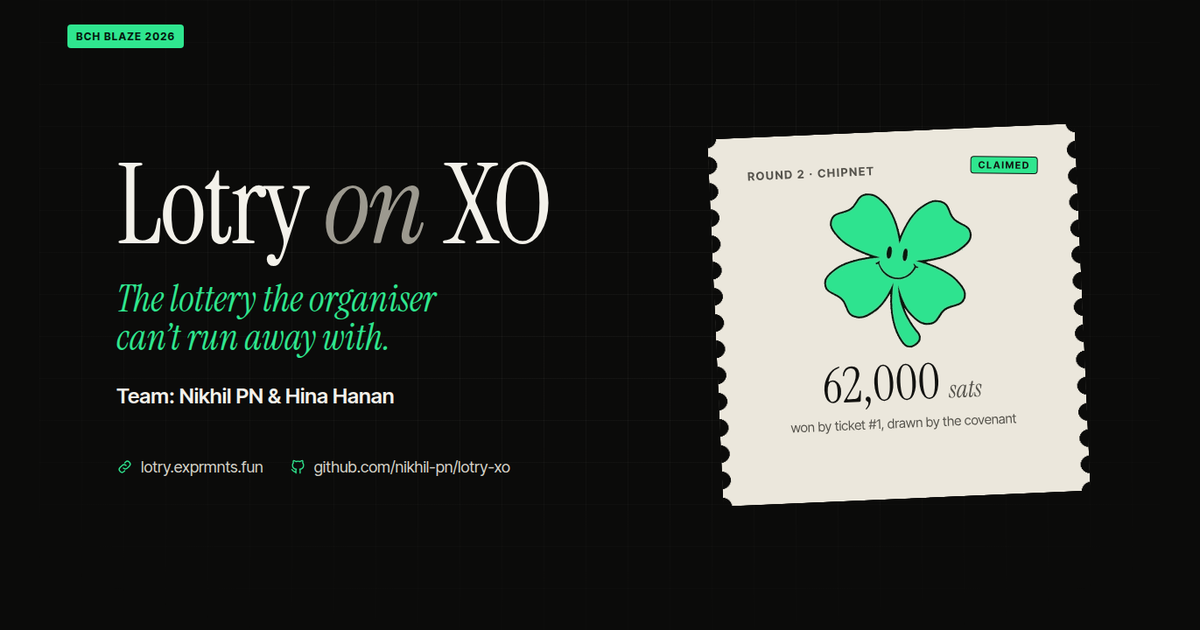 BCH BLAZE 2026
Lotry on XO
The lottery the organiser
can't run away with.
Team: Nikhil PN & Hina Hanan
lotry.exprmnts.fun
github.com/nikhil-pn/lotry-xo
ROUND 2 · CHIPNET
CLAIMED
62,000 sats
won by ticket #1, drawn by the covenant